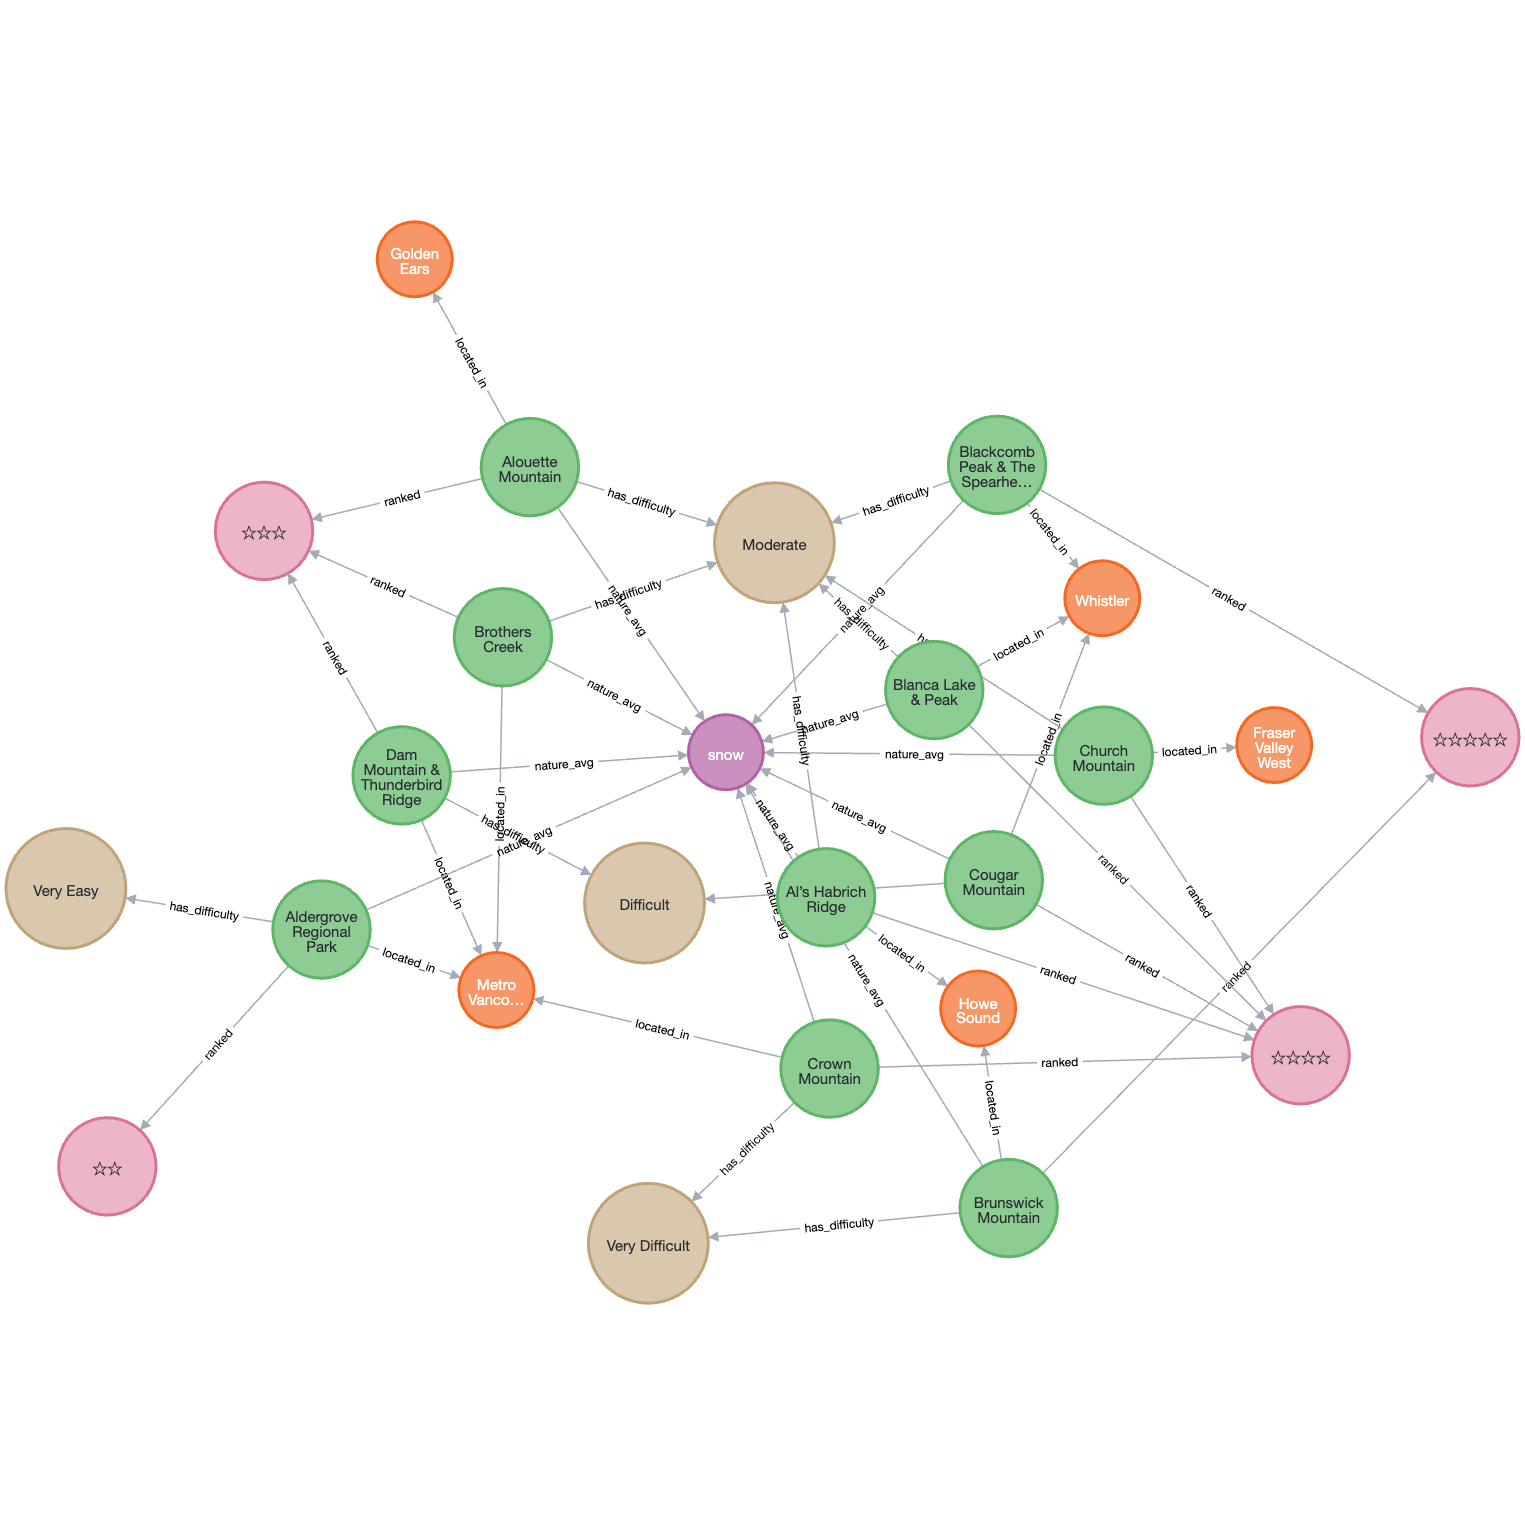 Golden
Ears
located_in
Alouette
Mountain
ranked
has_difficulty
nature_avg
☆☆☆
Blackcomb
Peak & The
Spearhe...
has_difficulty
located_in
nature_avg
ranked
Moderate
Whistler
Brothers
Creek
ranked
has_difficulty
nature_avg
located_in
has_difficulty
ha
Blanca Lake
& Peak
located_in
nature_avg
ranked
has_difficulty
snow
nature_avg
Church
Mountain
located_in
Fraser
Valley
West
ranked
☆☆☆☆☆
Dam
Mountain &
Thunderbird
Ridge
ranked
nature_avg
has_difficulty
located_in
nature_avg
located_in
nature_avg
nature_avg
Very Easy
has_difficulty
Aldergrove
Regional
Park
located_in
ranked
Difficult
Al's Habrich
Ridge
Cougar
Mountain
ranked
located_in
ranked
nature_avg
nature_avg
Metro
Vanco...
Howe
Sound
located_in
ranked
Crown
Mountain
ranked
☆☆☆☆
located_in
has_difficulty
☆☆
Brunswick
Mountain
has_difficulty
Very Difficult